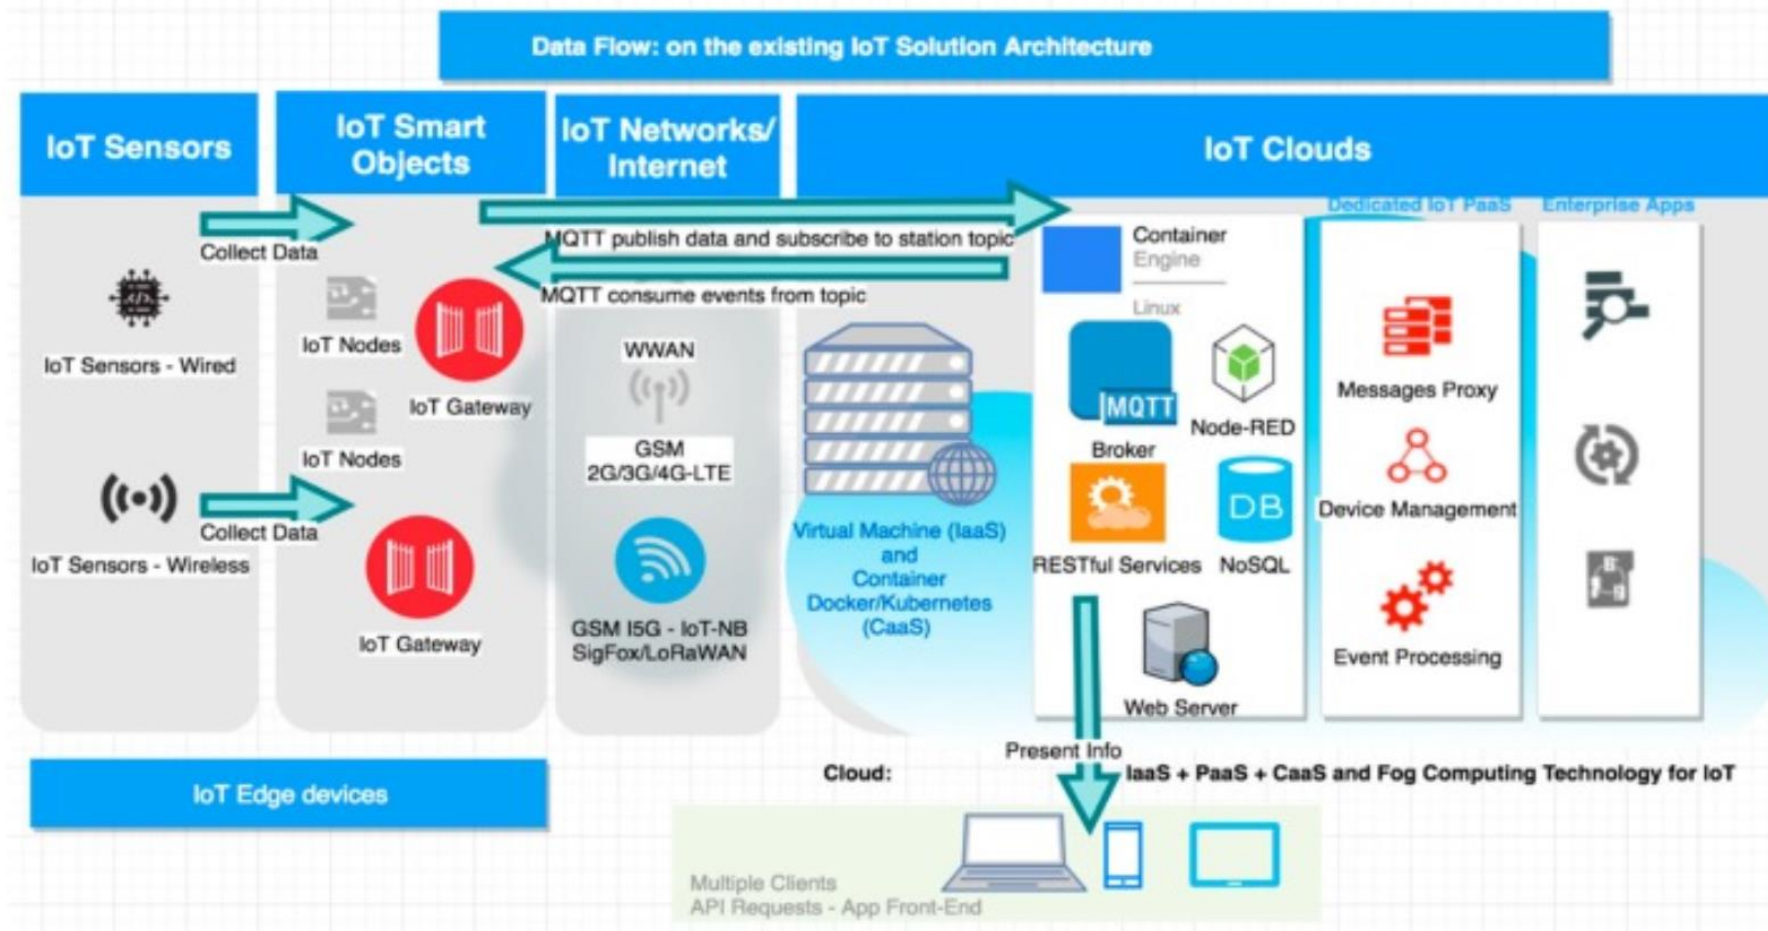 Data Flow: on the existing IoT Solution Architecture
IoT Sensors
IoT Smart
Objects
IoT Networks/
Internet
IoT Clouds
Collect Data
IoT Sensors - Wired
Collect Data
IoT Sensors - Wireless
MQTT publish data and subscribe to station topic
MQTT consume events from topic
IoT Nodes
IoT Gateway
IoT Nodes
IoT Gateway
WWAN
GSM
2G/3G/4G-LTE
GSM I5G - IoT-NB
SigFox/LoRaWAN
Virtual Machine (IaaS)
and
Container
Docker/Kubernetes
(CaaS)
Container
Engine
Linux
MQTT
Broker
Node-RED
RESTful Services
DB
NoSQL
Web Server
Dedicated IoT PaaS
Messages Proxy
Device Management
Event Processing
Enterprise Apps
Present Info
Cloud:
IaaS + PaaS + CaaS and Fog Computing Technology for IoT
IoT Edge devices
Multiple Clients
API Requests - App Front-End